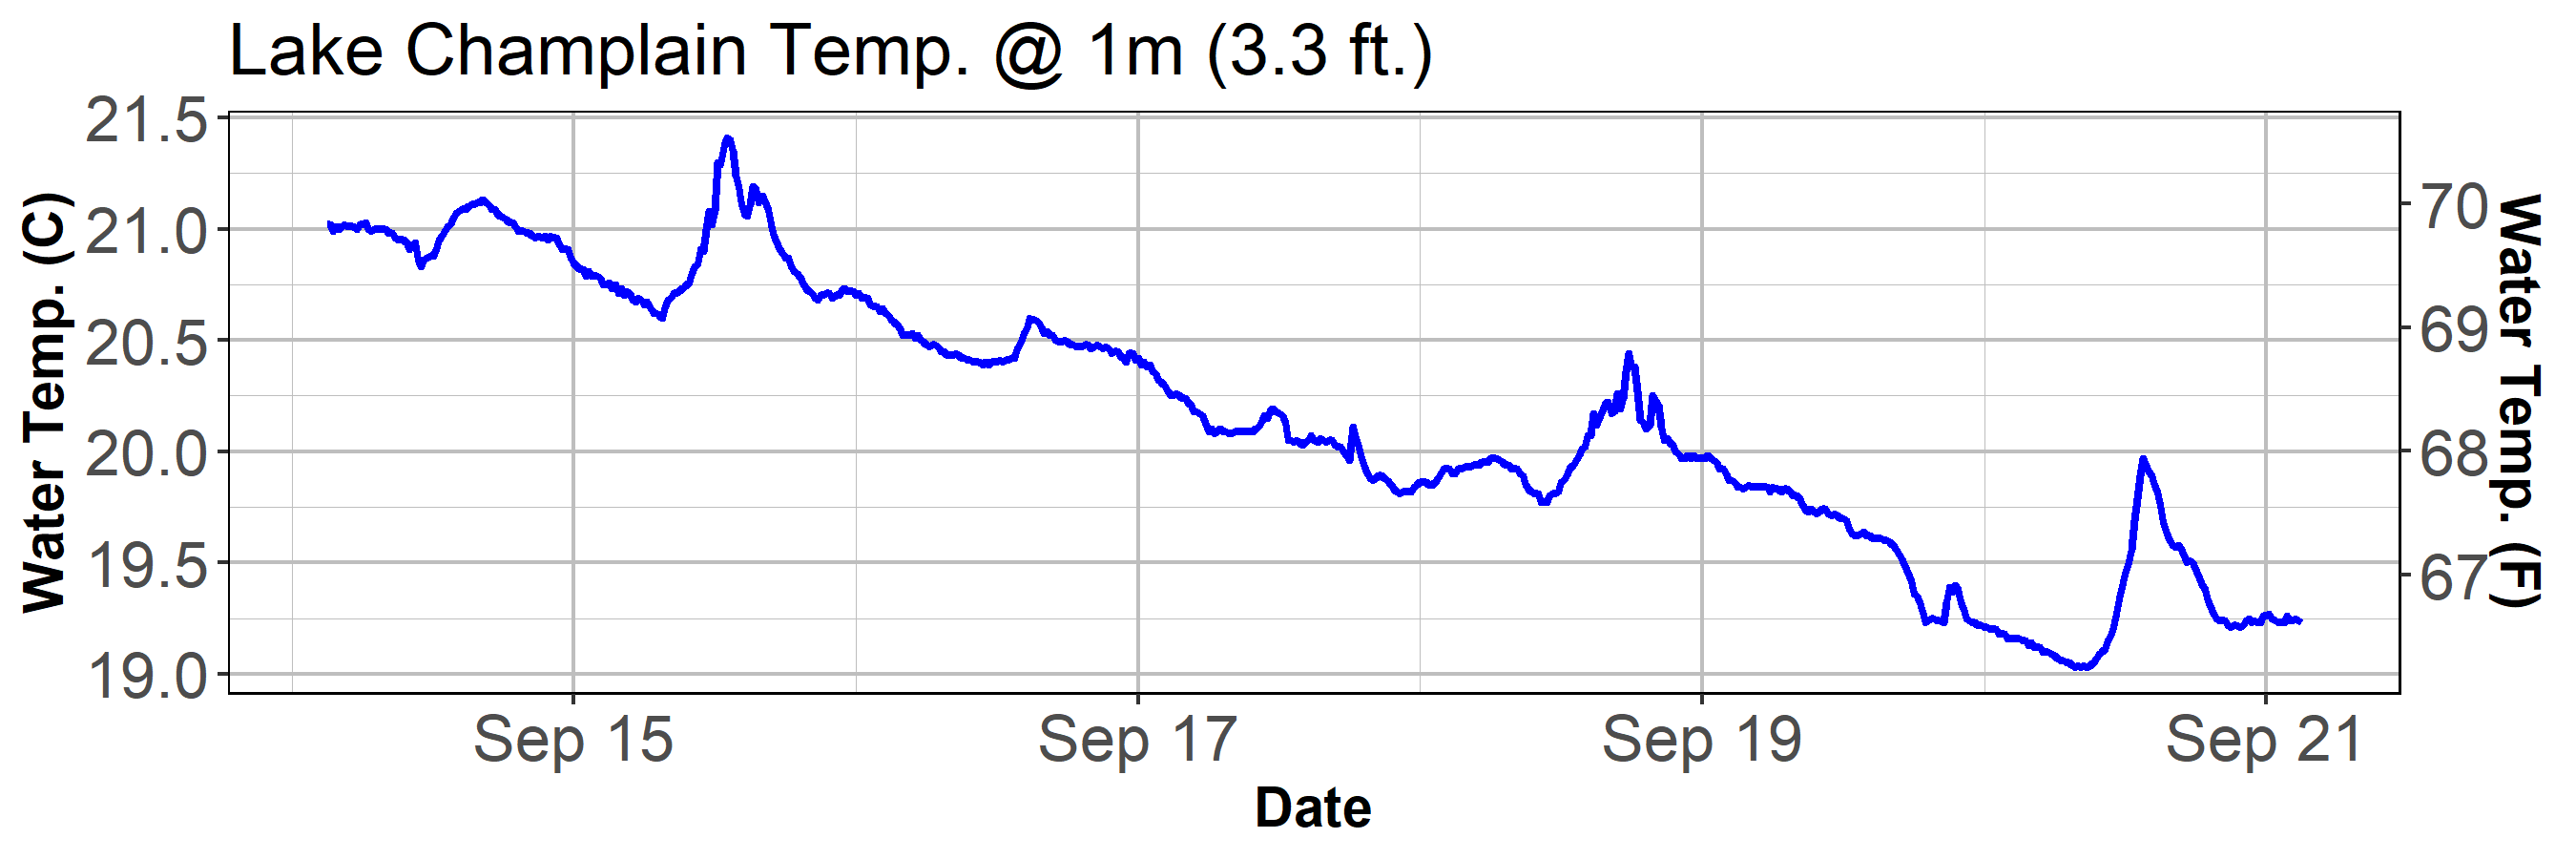 Lake Champlain Temp. @ 1m (3.3 ft.)
Water Temp. (C)
21.5
21.0
20.5
20.0
19.5
19.0
70
69
68
67
Water Temp. (F)
Sep 15
Sep 17
Sep 19
Sep 21
Date